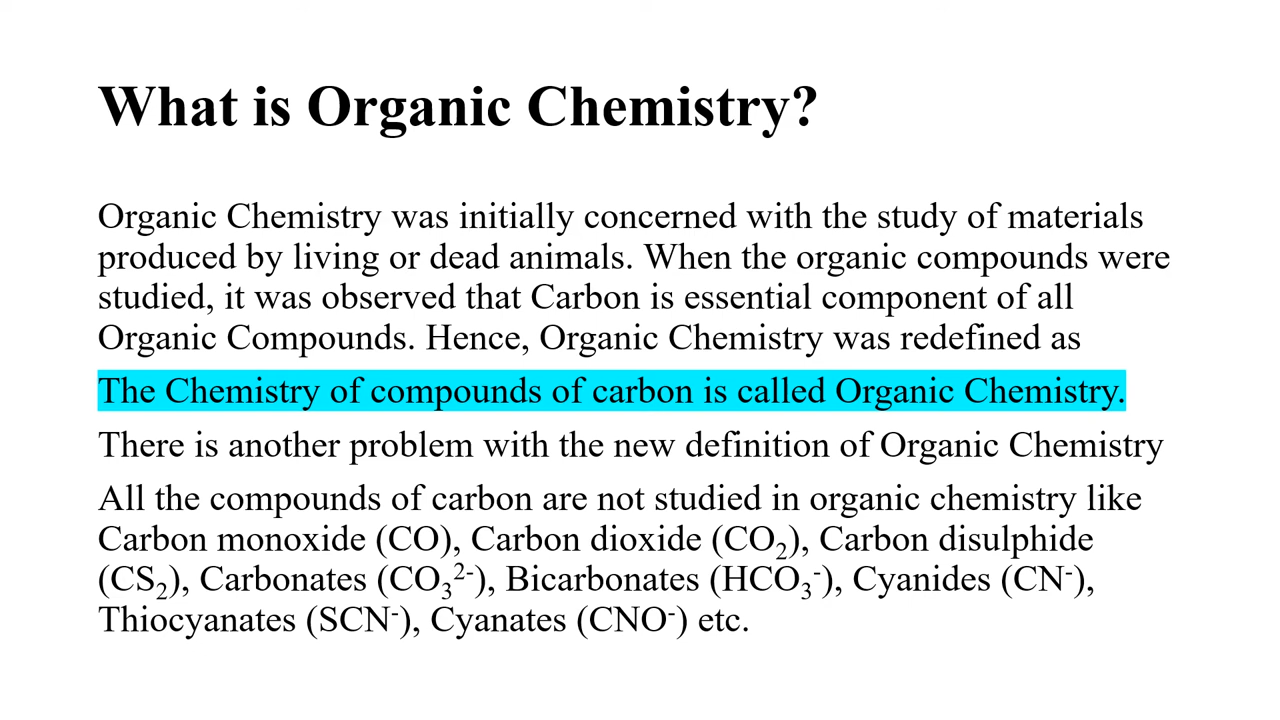 What is Organic Chemistry?
Organic Chemistry was initially concerned with the study of materials
produced by living or dead animals. When the organic compounds were
studied, it was observed that Carbon is essential component of all
Organic Compounds. Hence, Organic Chemistry was redefined as
The Chemistry of compounds of carbon is called Organic Chemistry.
There is another problem with the new definition of Organic Chemistry
All the compounds of carbon are not studied in organic chemistry like
Carbon monoxide (CO), Carbon dioxide (CO₂), Carbon disulphide
(CS₂), Carbonates (CO₃²⁻), Bicarbonates (HCO₃⁻), Cyanides (CN⁻),
Thiocyanates (SCN⁻), Cyanates (CNO⁻) etc.